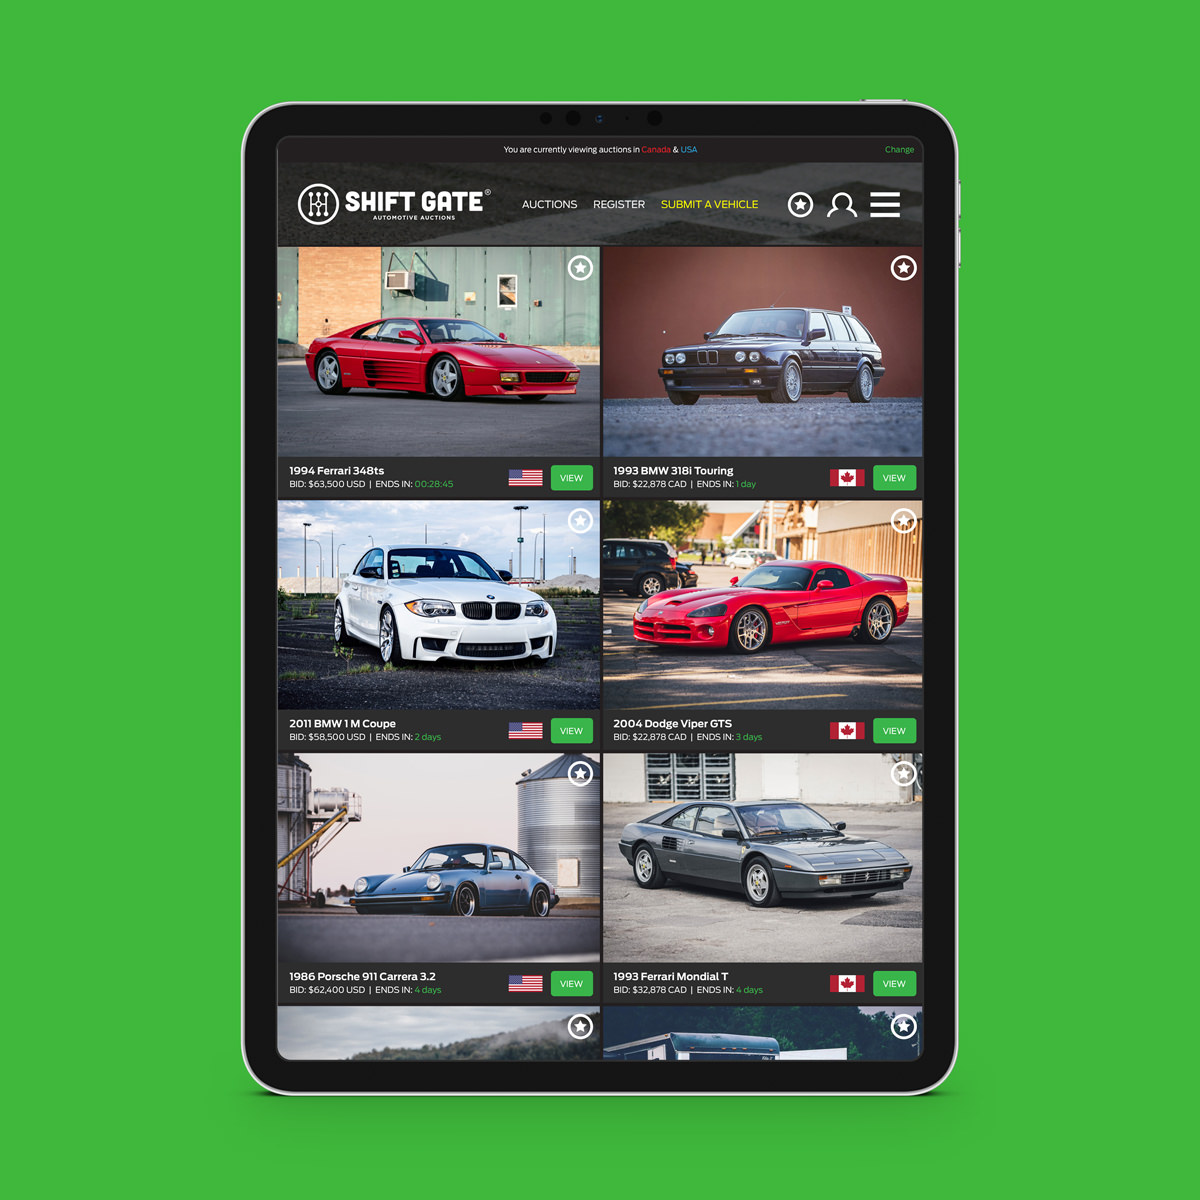 You are currently viewing auctions in Canada & USA
Change
SHIFT GATE®
AUTOMOTIVE AUCTIONS
AUCTIONS REGISTER SUBMIT A VEHICLE
1994 Ferrari 348ts
BID: $63,500 USD | ENDS IN: 00:28:45
VIEW
1993 BMW 318i Touring
BID: $22,878 CAD | ENDS IN: 1 day
VIEW
2011 BMW 1 M Coupe
BID: $58,500 USD | ENDS IN: 2 days
VIEW
2004 Dodge Viper GTS
BID: $22,878 CAD | ENDS IN: 3 days
VIEW
1986 Porsche 911 Carrera 3.2
BID: $62,400 USD | ENDS IN: 4 days
VIEW
1993 Ferrari Mondial T
BID: $32,878 CAD | ENDS IN: 4 days
VIEW